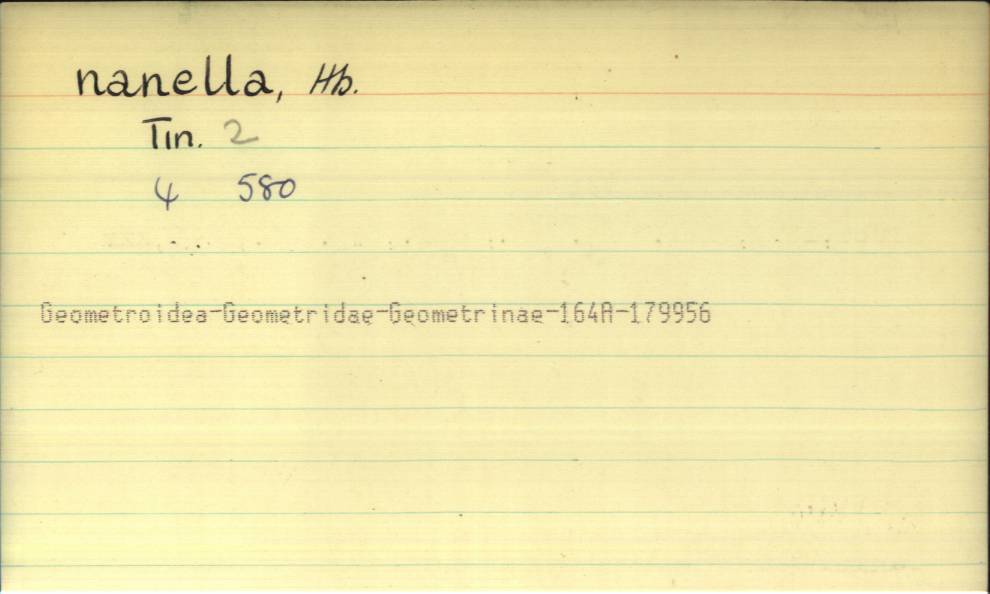 nanella, Hb.
Tin. 2
4 580
Geometroidea-Geometridae-Geometrinae-164A-179956